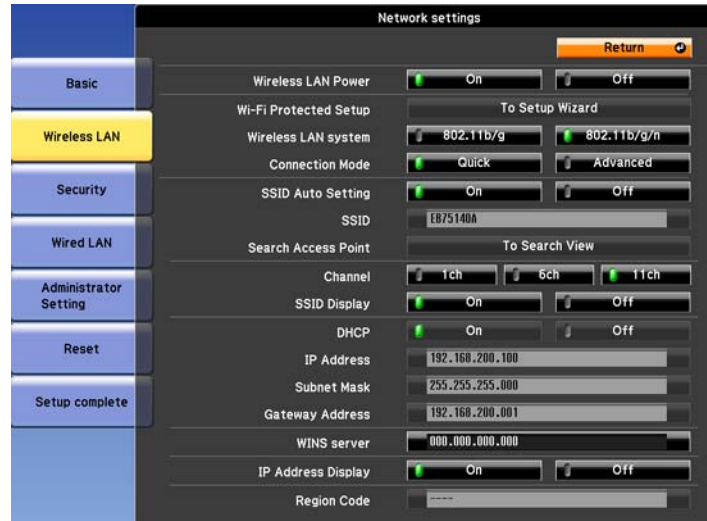 Network settings
Return
Basic
Wireless LAN
Security
Wired LAN
Administrator
Setting
Reset
Setup complete
Wireless LAN Power On Off
Wi-Fi Protected Setup To Setup Wizard
Wireless LAN system 802.11b/g 802.11b/g/n
Connection Mode Quick Advanced
SSID Auto Setting On Off
SSID EB75140A
Search Access Point To Search View
Channel 1ch 6ch 11ch
SSID Display On Off
DHCP On Off
IP Address 192.168.200.100
Subnet Mask 255.255.255.000
Gateway Address 192.168.200.001
WINS server 000.000.000.000
IP Address Display On Off
Region Code ----